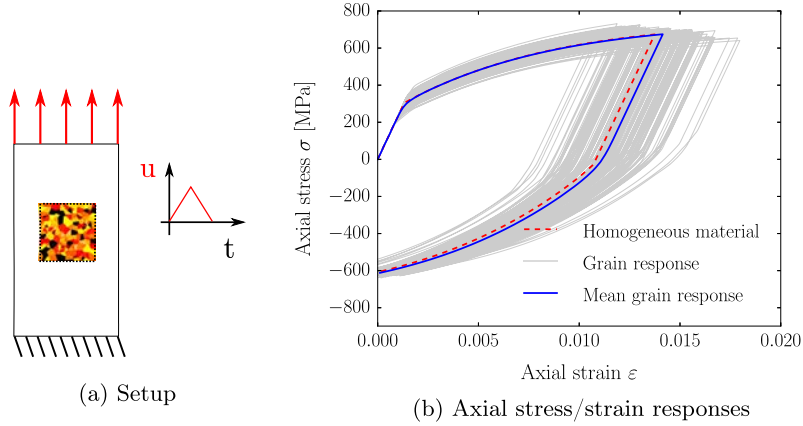 u
t
(a) Setup
800
600
400
200
0
−200
−400
−600
−800
Axial stress σ [MPa]
Homogeneous material
Grain response
Mean grain response
0.000
0.005
0.010
0.015
0.020
Axial strain ε
(b) Axial stress/strain responses